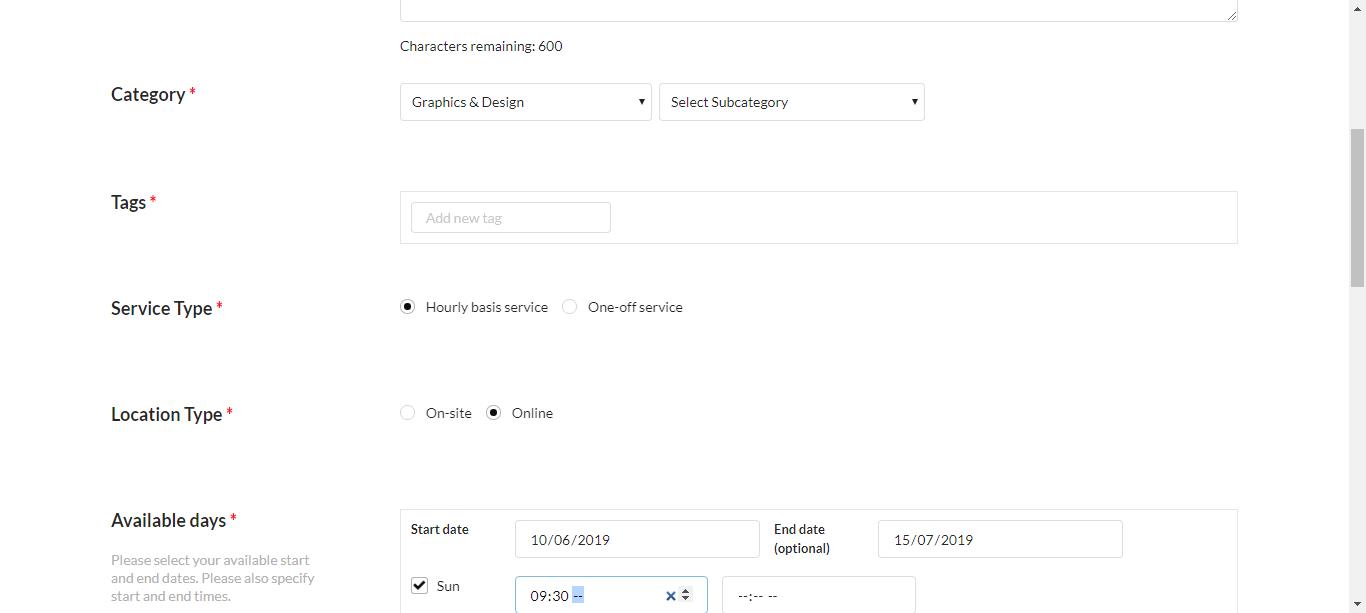 Characters remaining: 600
Category *
Graphics & Design
Select Subcategory
Tags *
Add new tag
Service Type *
Hourly basis service
One-off service
Location Type *
On-site
Online
Available days *
Please select your available start
and end dates. Please also specify
start and end times.
Start date
10/06/2019
End date
(optional)
15/07/2019
Sun
09:30 --
--:-- --